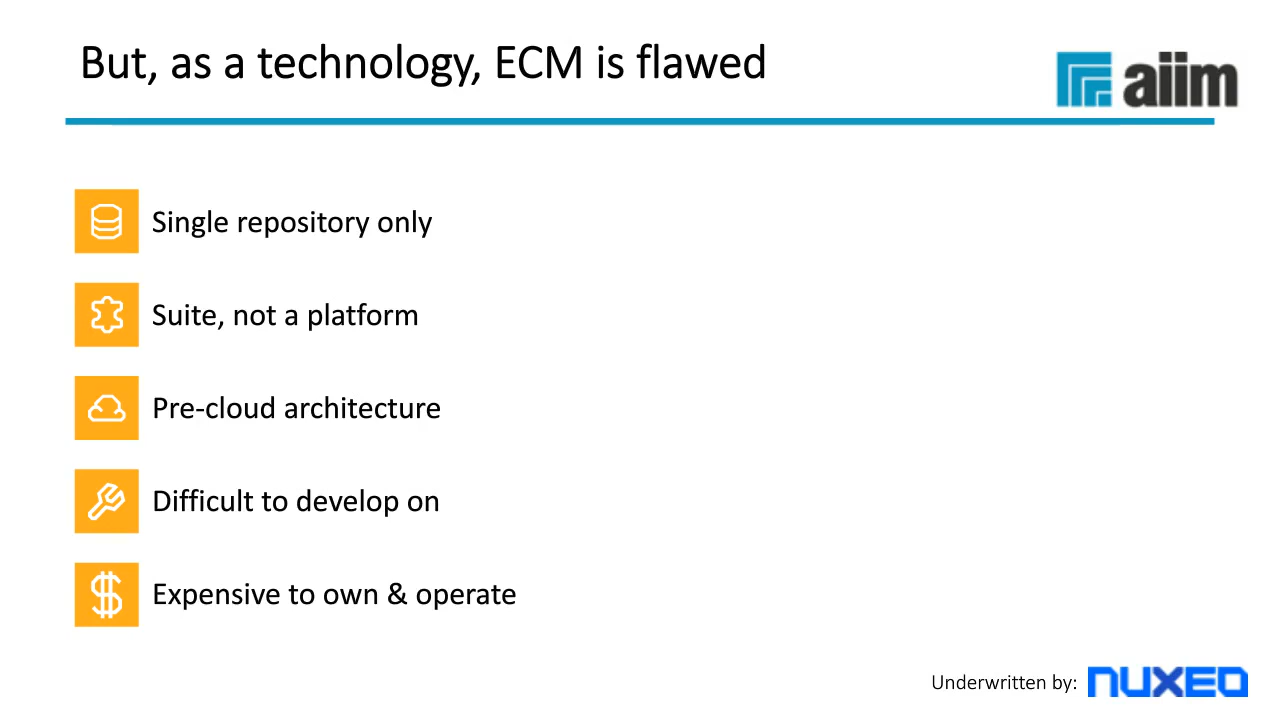 But, as a technology, ECM is flawed
aiim
Single repository only
Suite, not a platform
Pre-cloud architecture
Difficult to develop on
Expensive to own & operate
Underwritten by: nuxeo